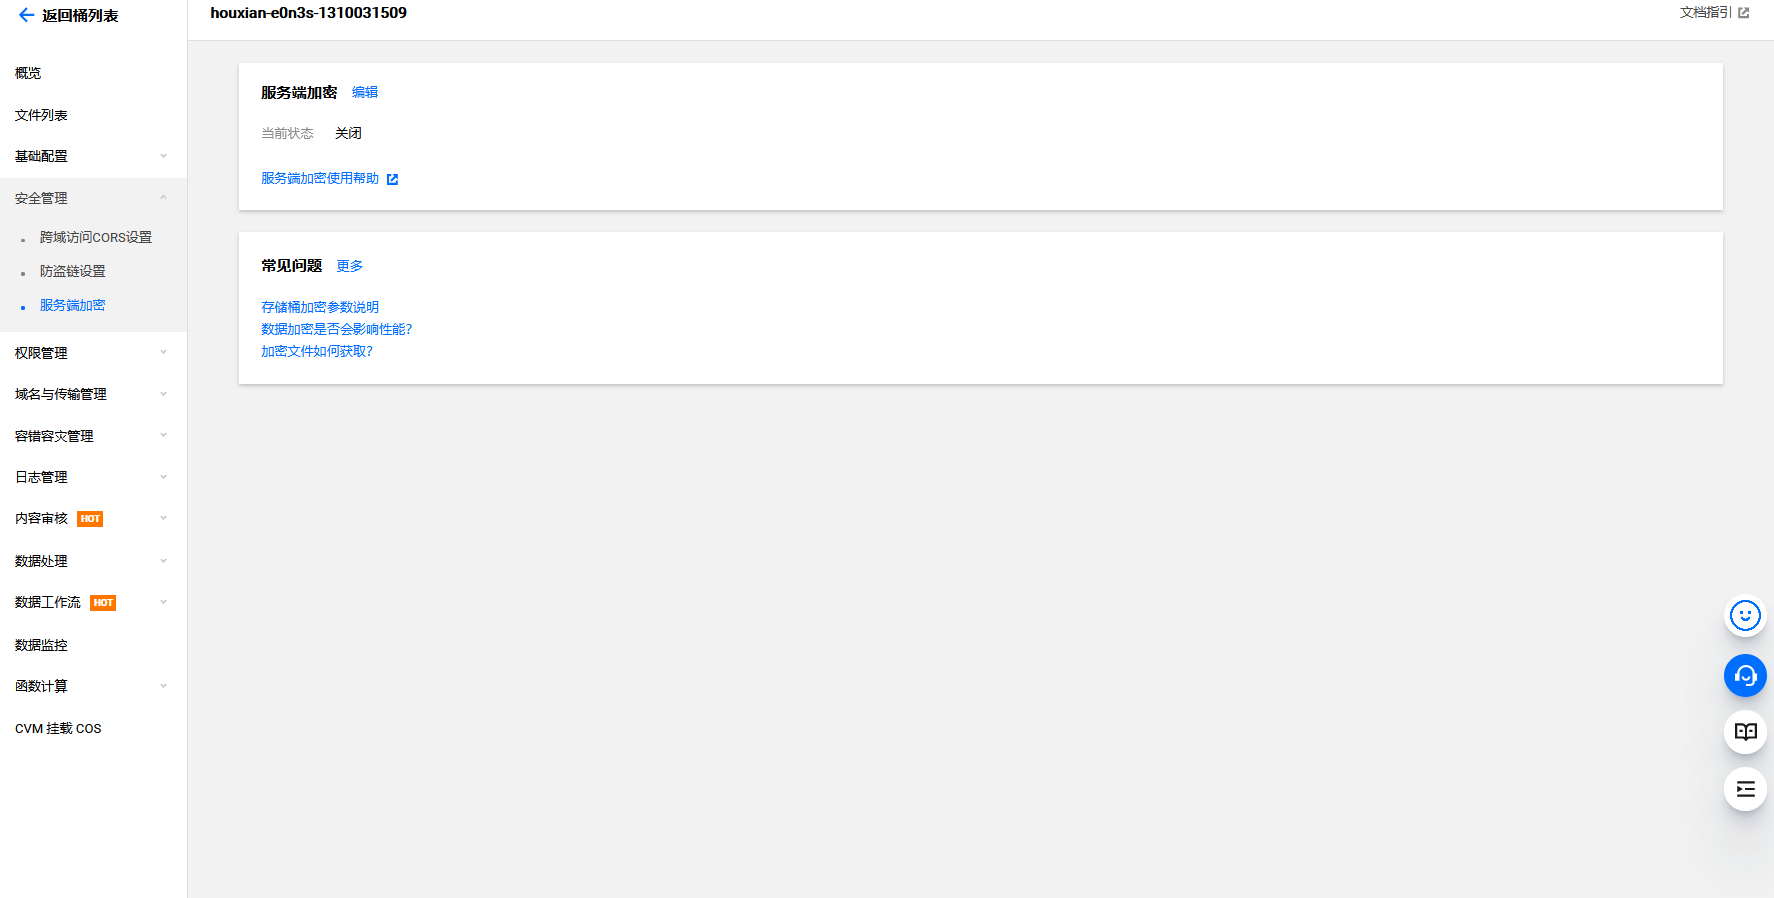 返回桶列表
houxian-e0n3s-1310031509
文档指引
概览
文件列表
基础配置
安全管理
跨域访问CORS设置
防盗链设置
服务端加密
权限管理
域名与传输管理
容错容灾管理
日志管理
内容审核 HOT
数据处理
数据工作流 HOT
数据监控
函数计算
CVM 挂载 COS
服务端加密 编辑
当前状态 关闭
服务端加密使用帮助
常见问题 更多
存储桶加密参数说明
数据加密是否会影响性能?
加密文件如何获取?